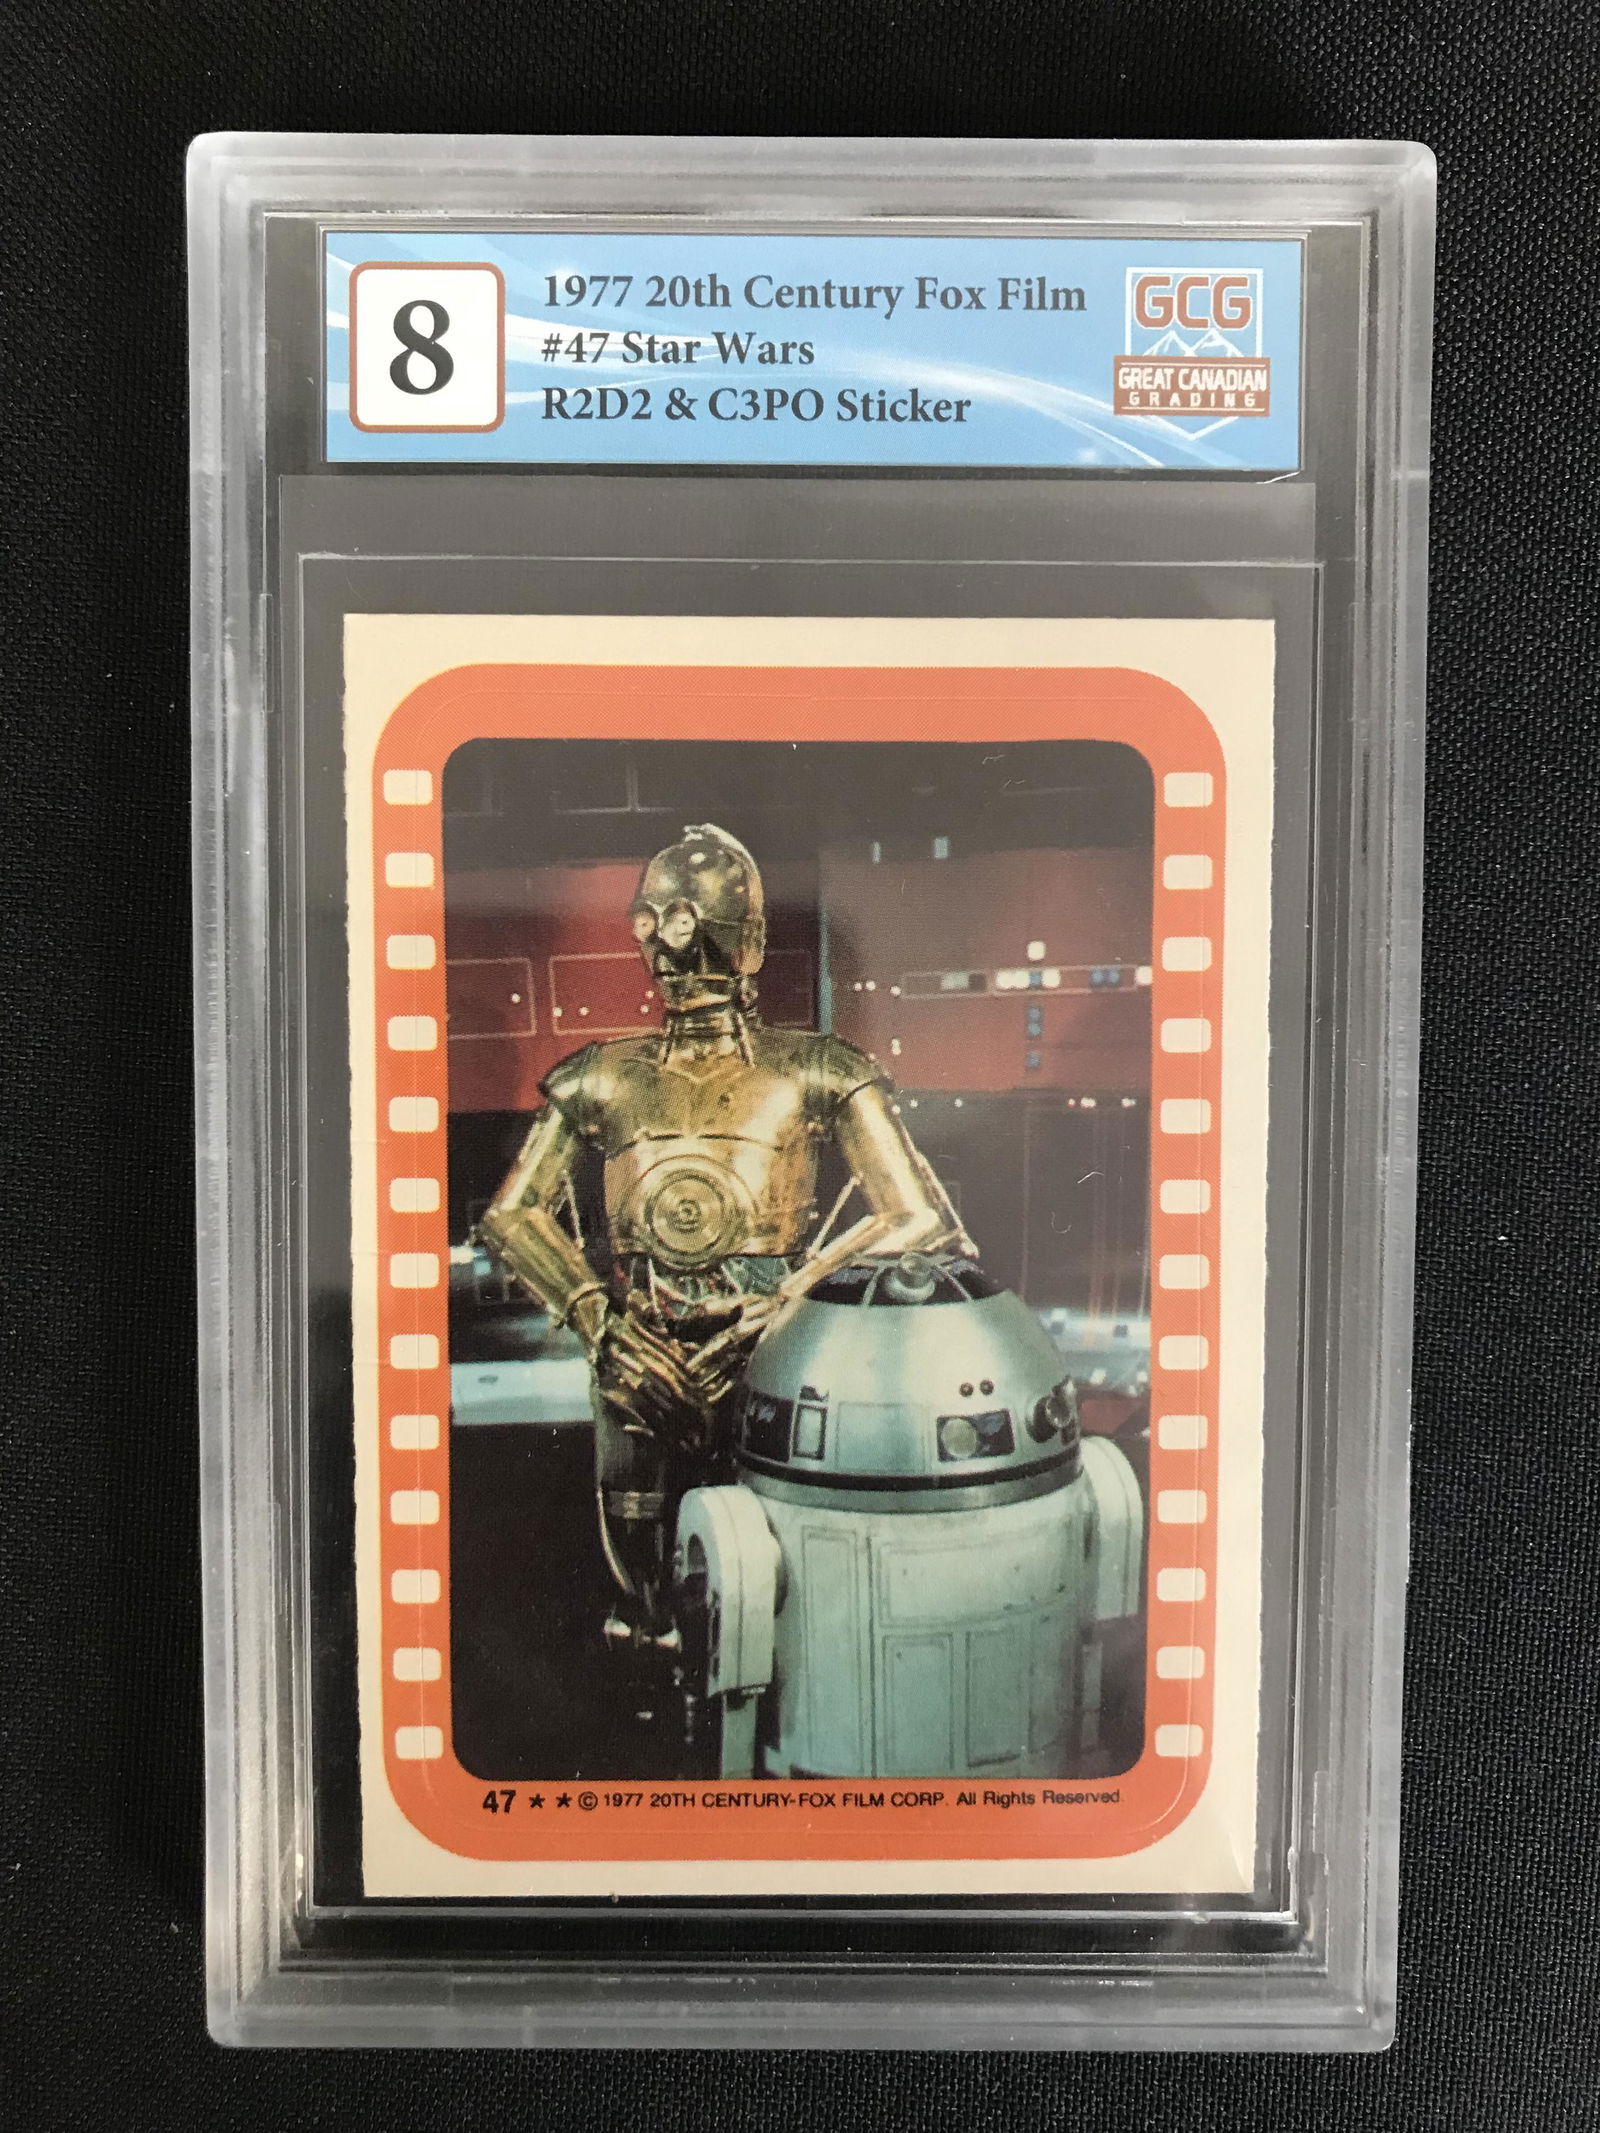 8
1977 20th Century Fox Film
#47 Star Wars
R2D2 & C3PO Sticker
GCG
GREAT CANADIAN
GRADING
47 ★ ★ © 1977 20TH CENTURY-FOX FILM CORP. All Rights Reserved.